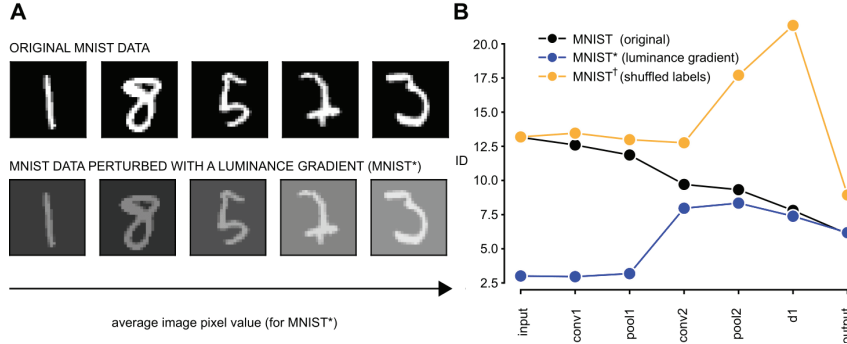 A
ORIGINAL MNIST DATA
MNIST DATA PERTURBED WITH A LUMINANCE GRADIENT (MNIST*)
average image pixel value (for MNIST*)
B
MNIST (original)
MNIST* (luminance gradient)
MNIST† (shuffled labels)
ID
20.0
17.5
15.0
12.5
10.0
7.5
5.0
2.5
input
conv1
pool1
conv2
pool2
d1
output